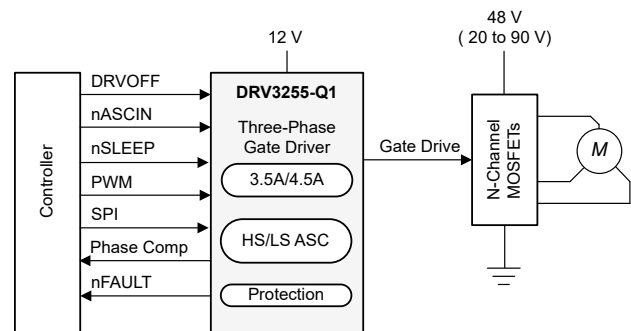 12 V
48 V
( 20 to 90 V)
Controller
DRVOFF
nASCIN
nSLEEP
PWM
SPI
Phase Comp
nFAULT
DRV3255-Q1
Three-Phase
Gate Driver
3.5A/4.5A
HS/LS ASC
Protection
Gate Drive
N-Channel
MOSFETs
M